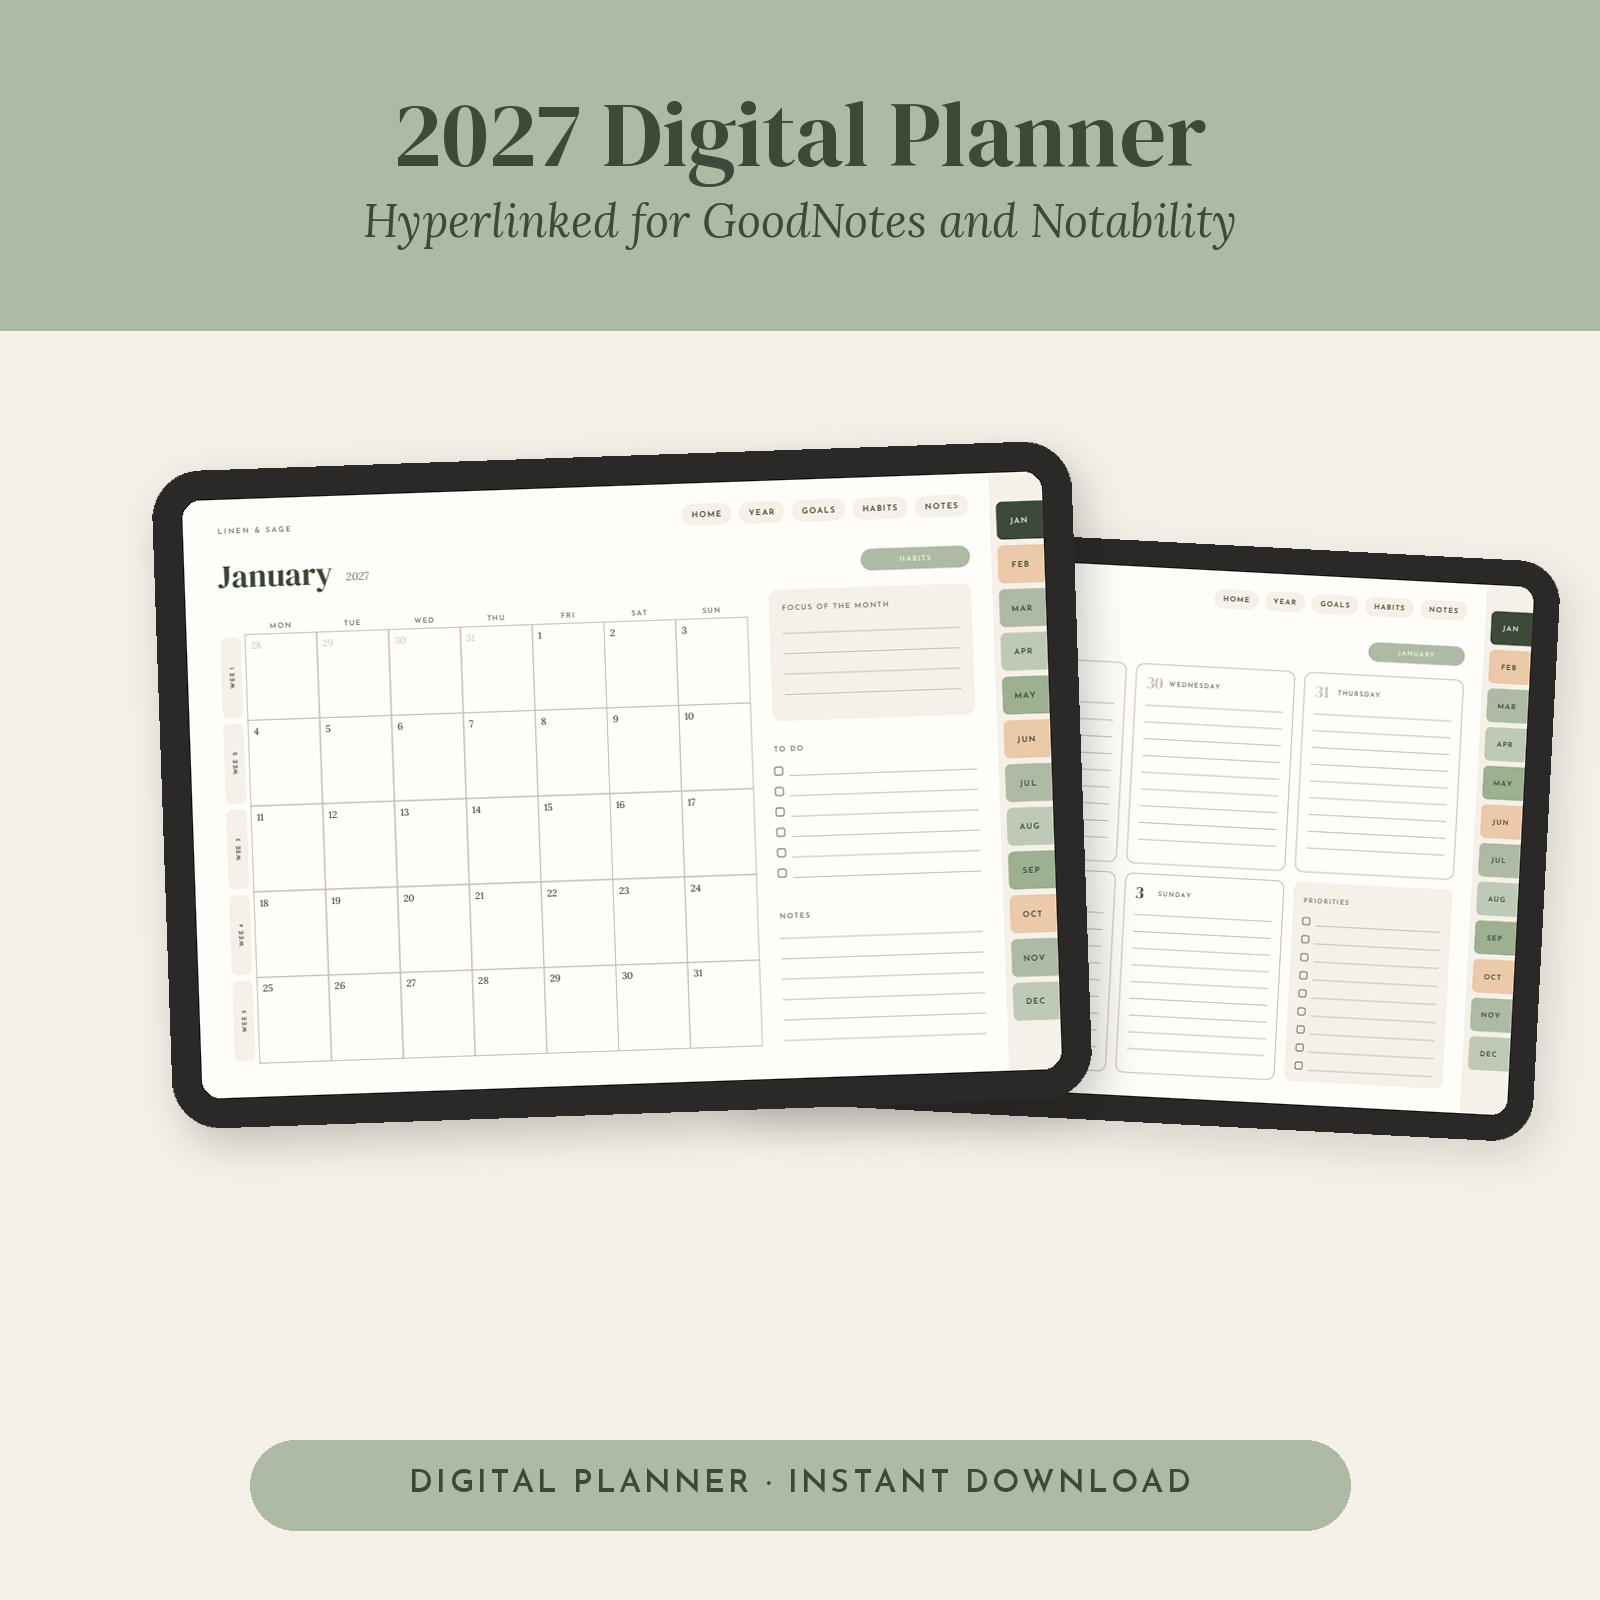 2027 Digital Planner
Hyperlinked for GoodNotes and Notability
LINEN & SAGE
HOME YEAR GOALS HABITS NOTES
January 2027
HABITS
MON TUE WED THU FRI SAT SUN
28 29 30 31 1 2 3
4 5 6 7 8 9 10
11 12 13 14 15 16 17
18 19 20 21 22 23 24
25 26 27 28 29 30 31
FOCUS OF THE MONTH
TO DO
NOTES
JAN
FEB
MAR
APR
MAY
JUN
JUL
AUG
SEP
OCT
NOV
DEC
HOME YEAR GOALS HABITS NOTES
JANUARY
30 WEDNESDAY
31 THURSDAY
3 SUNDAY
PRIORITIES
JAN
FEB
MAR
APR
MAY
JUN
JUL
AUG
SEP
OCT
NOV
DEC
DIGITAL PLANNER · INSTANT DOWNLOAD